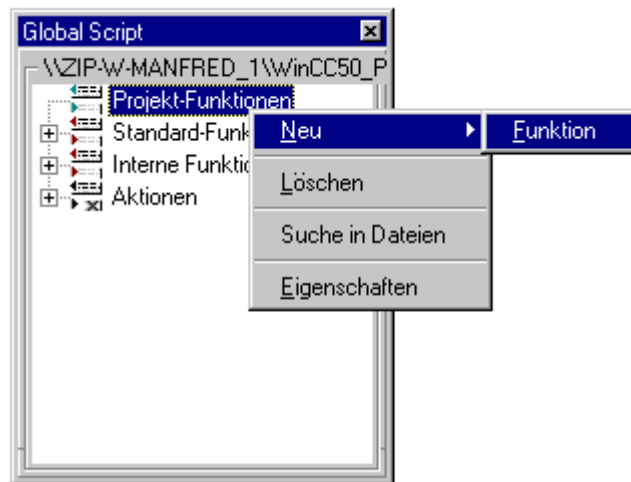 Global Script
\\ZIP-W-MANFRED_1\WinCC50_P
Projekt-Funktionen
Standard-Funk
Neu
Funktion
Interne Funktio
Löschen
Aktionen
Suche in Dateien
Eigenschaften